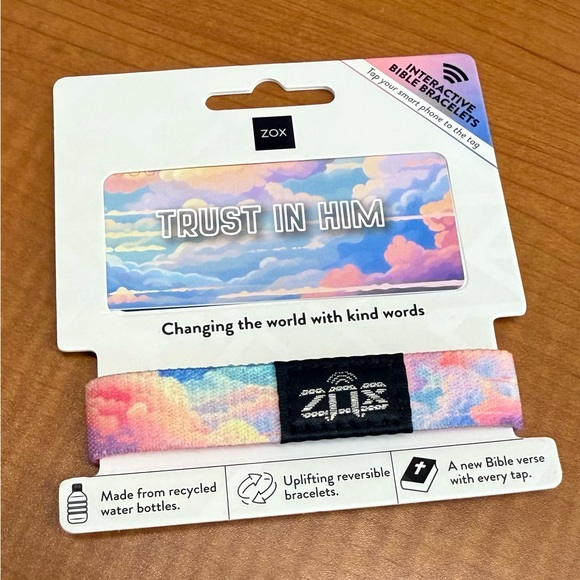 ZOX
INTERACTIVE
BIBLE BRACELETS
Tap your smart phone to the tag
TRUST IN HIM
Changing the world with kind words
ZOX
Made from recycled
water bottles.
Uplifting reversible
bracelets.
A new Bible verse
with every tap.